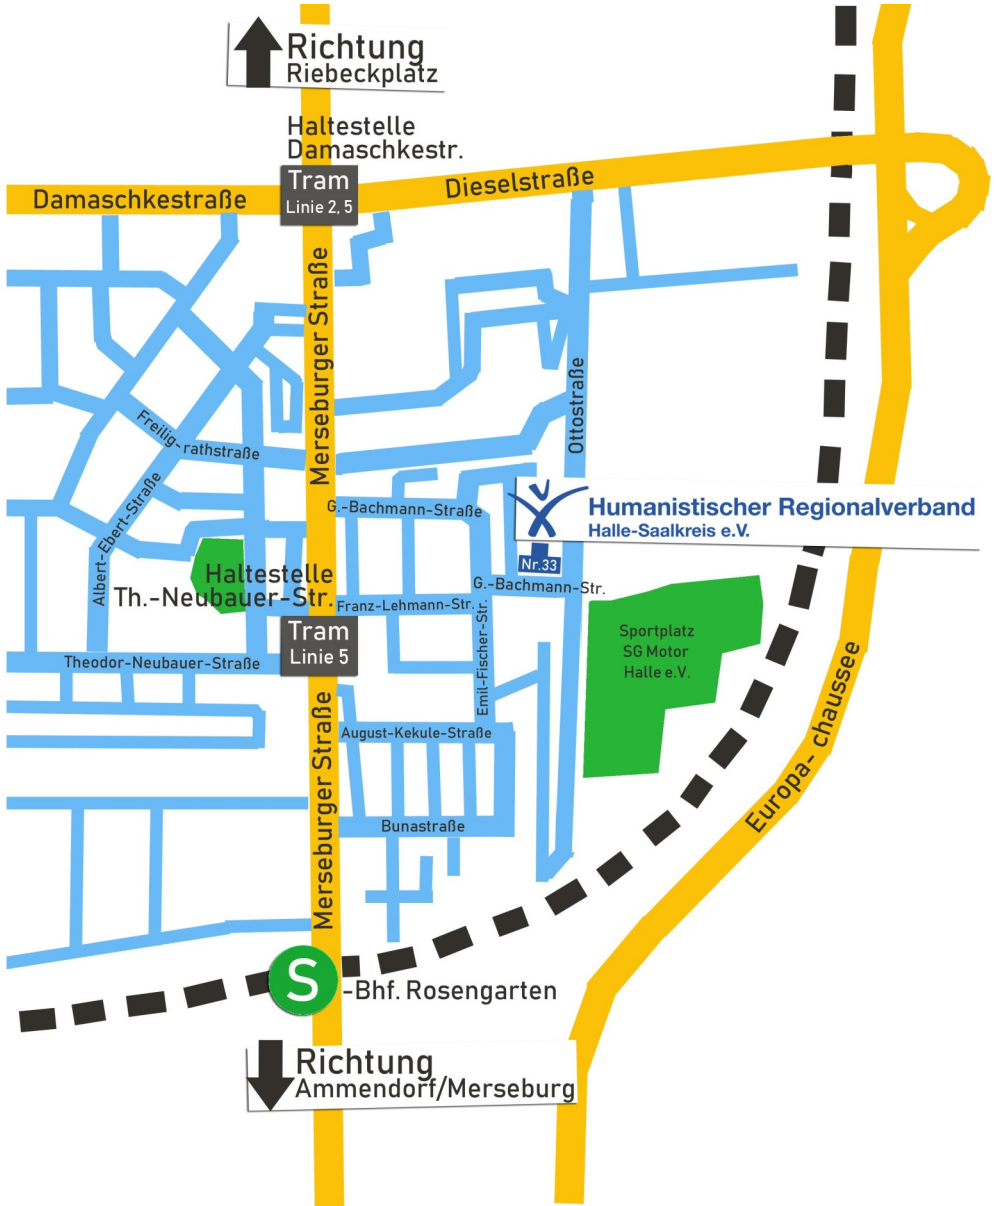 Richtung
Riebeckplatz
Haltestelle
Damaschkestr.
Tram
Linie 2, 5
Damaschkestraße
Dieselstraße
Merseburger Straße
Ottostraße
Freilig-rathstraße
Albert-Ebert-Straße
G.-Bachmann-Straße
Humanistischer Regionalverband
Halle-Saalkreis e.V.
Nr.33
G.-Bachmann-Str.
Haltestelle
Th.-Neubauer-Str.
Franz-Lehmann-Str.
Tram
Linie 5
Theodor-Neubauer-Straße
Emil-Fischer-Str.
Sportplatz
SG Motor
Halle e.V.
Merseburger Straße
August-Kekule-Straße
Europa-chaussee
Bunastraße
S
-Bhf. Rosengarten
Richtung
Ammendorf/Merseburg